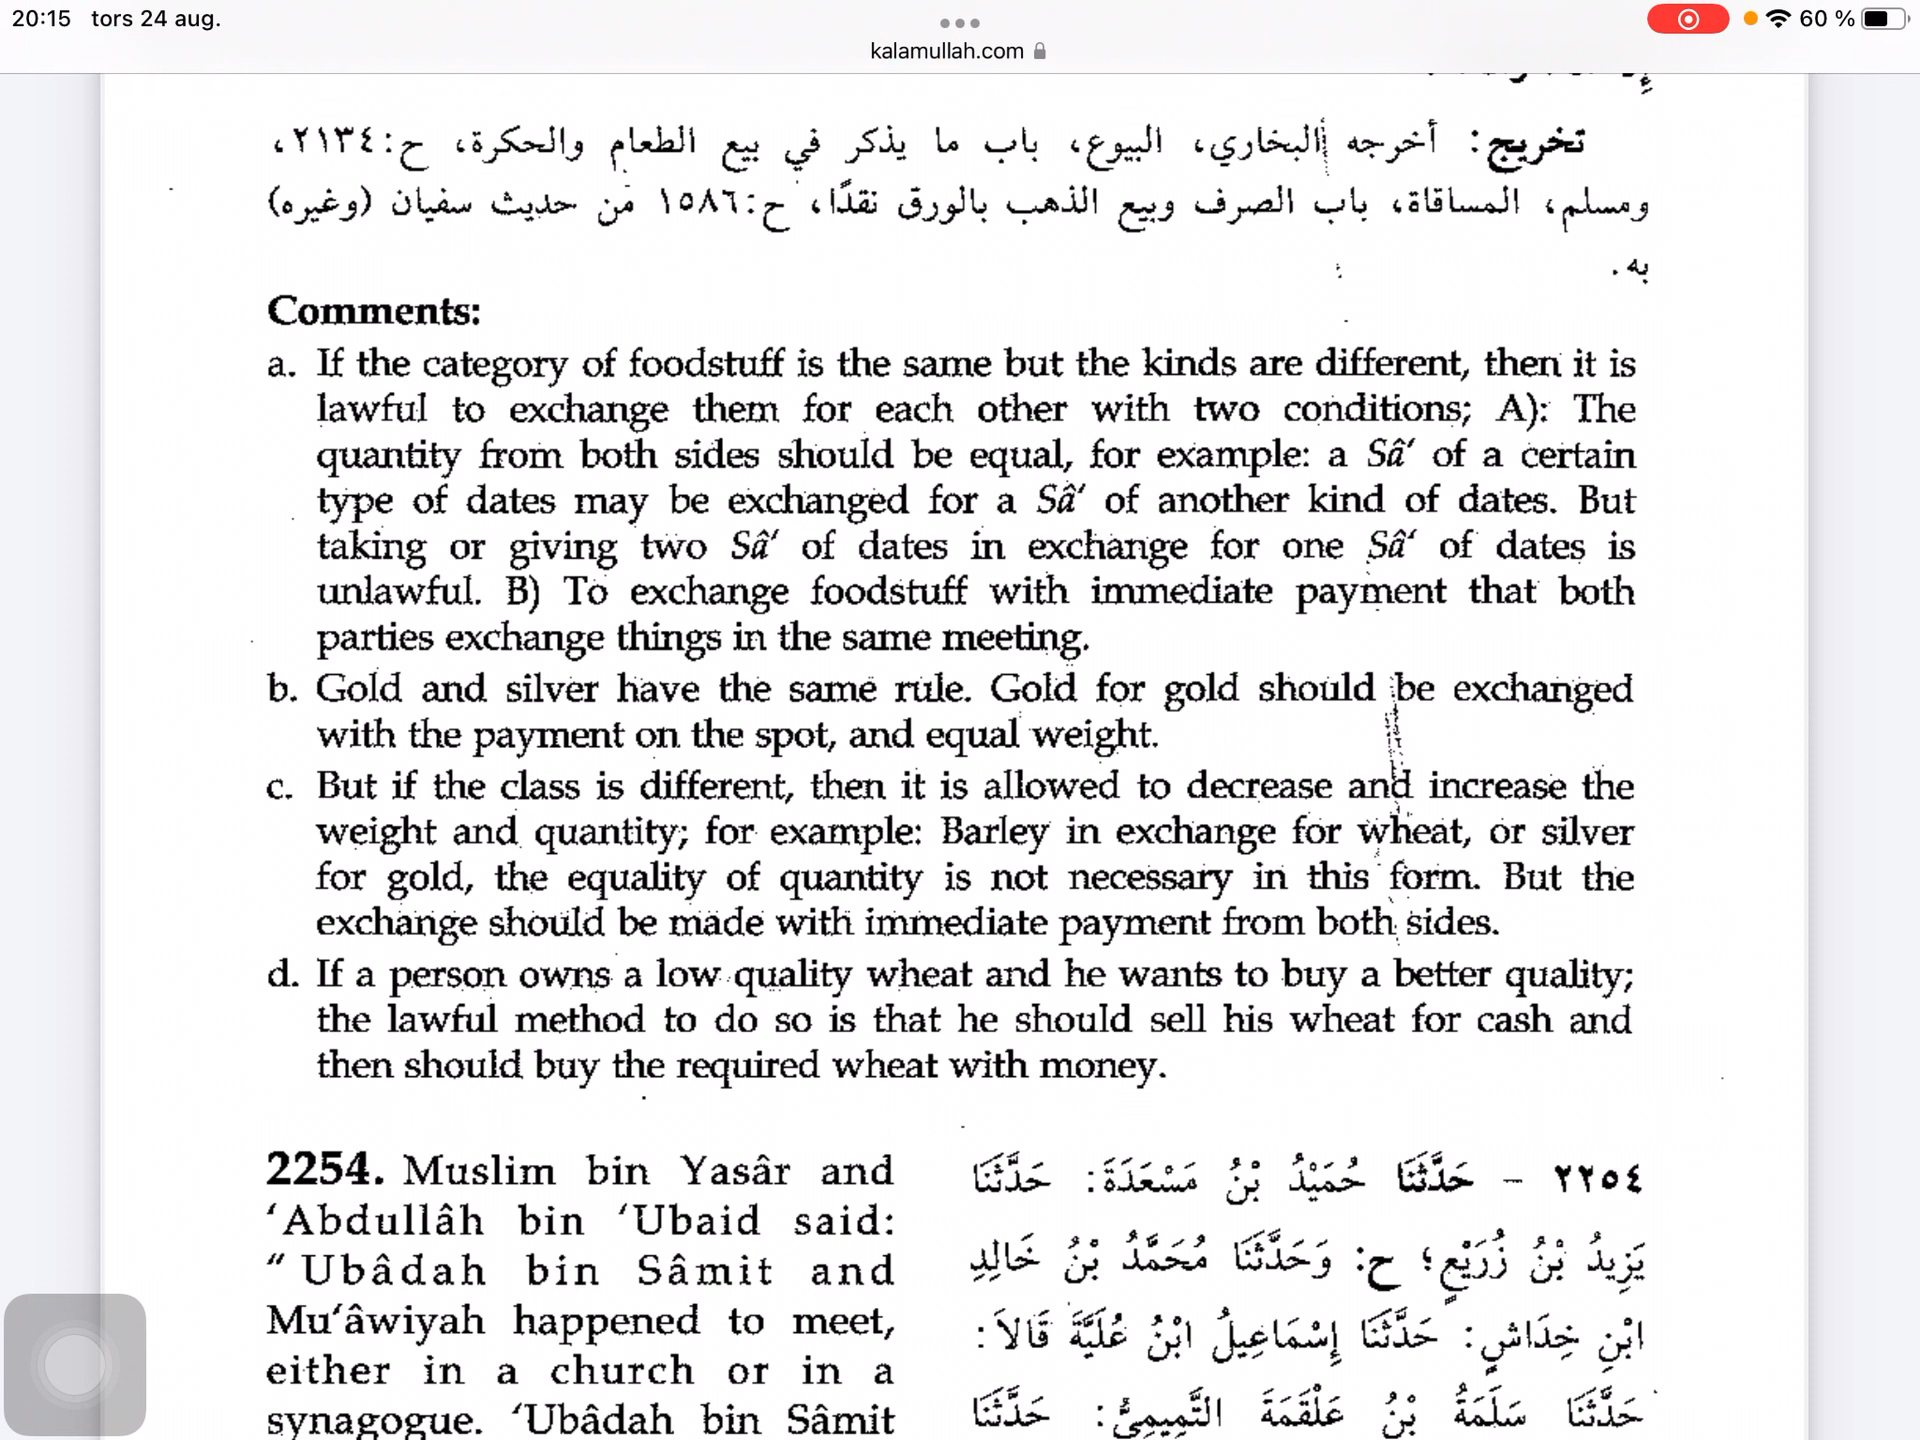 20:15 tors 24 aug.
60 %
kalamullah.com
تخريج: أخرجه البخاري، البيوع، باب ما يذكر في بيع الطعام والحكرة، ح:٢١٣٤،
ومسلم، المساقاة، باب الصرف وبيع الذهب بالورق نقدًا، ح:١٥٨٦ من حديث سفيان (وغيره)
به.
Comments:
a. If the category of foodstuff is the same but the kinds are different, then it is
lawful to exchange them for each other with two conditions; A): The
quantity from both sides should be equal, for example: a Sâ‘ of a certain
type of dates may be exchanged for a Sâ‘ of another kind of dates. But
taking or giving two Sâ‘ of dates in exchange for one Sâ‘ of dates is
unlawful. B) To exchange foodstuff with immediate payment that both
parties exchange things in the same meeting.
b. Gold and silver have the same rule. Gold for gold should be exchanged
with the payment on the spot, and equal weight.
c. But if the class is different, then it is allowed to decrease and increase the
weight and quantity; for example: Barley in exchange for wheat, or silver
for gold, the equality of quantity is not necessary in this form. But the
exchange should be made with immediate payment from both sides.
d. If a person owns a low quality wheat and he wants to buy a better quality;
the lawful method to do so is that he should sell his wheat for cash and
then should buy the required wheat with money.
2254. Muslim bin Yasâr and
‘Abdullâh bin ‘Ubaid said:
“Ubâdah bin Sâmit and
Mu‘âwiyah happened to meet,
either in a church or in a
synagogue. ‘Ubâdah bin Sâmit
٢٢٥٤ - حَدَّثَنَا حُمَيْدُ بْنُ مَسْعَدَةَ: حَدَّثَنَا
يَزِيدُ بْنُ زُرَيْعٍ؛ ح: وَحَدَّثَنَا مُحَمَّدُ بْنُ خَالِدِ
ابْنِ خِدَاشٍ: حَدَّثَنَا إِسْمَاعِيلُ ابْنُ عُلَيَّةَ قَالاَ:
حَدَّثَنَا سَلَمَةُ بْنُ عَلْقَمَةَ التَّمِيمِيُّ: حَدَّثَنَا